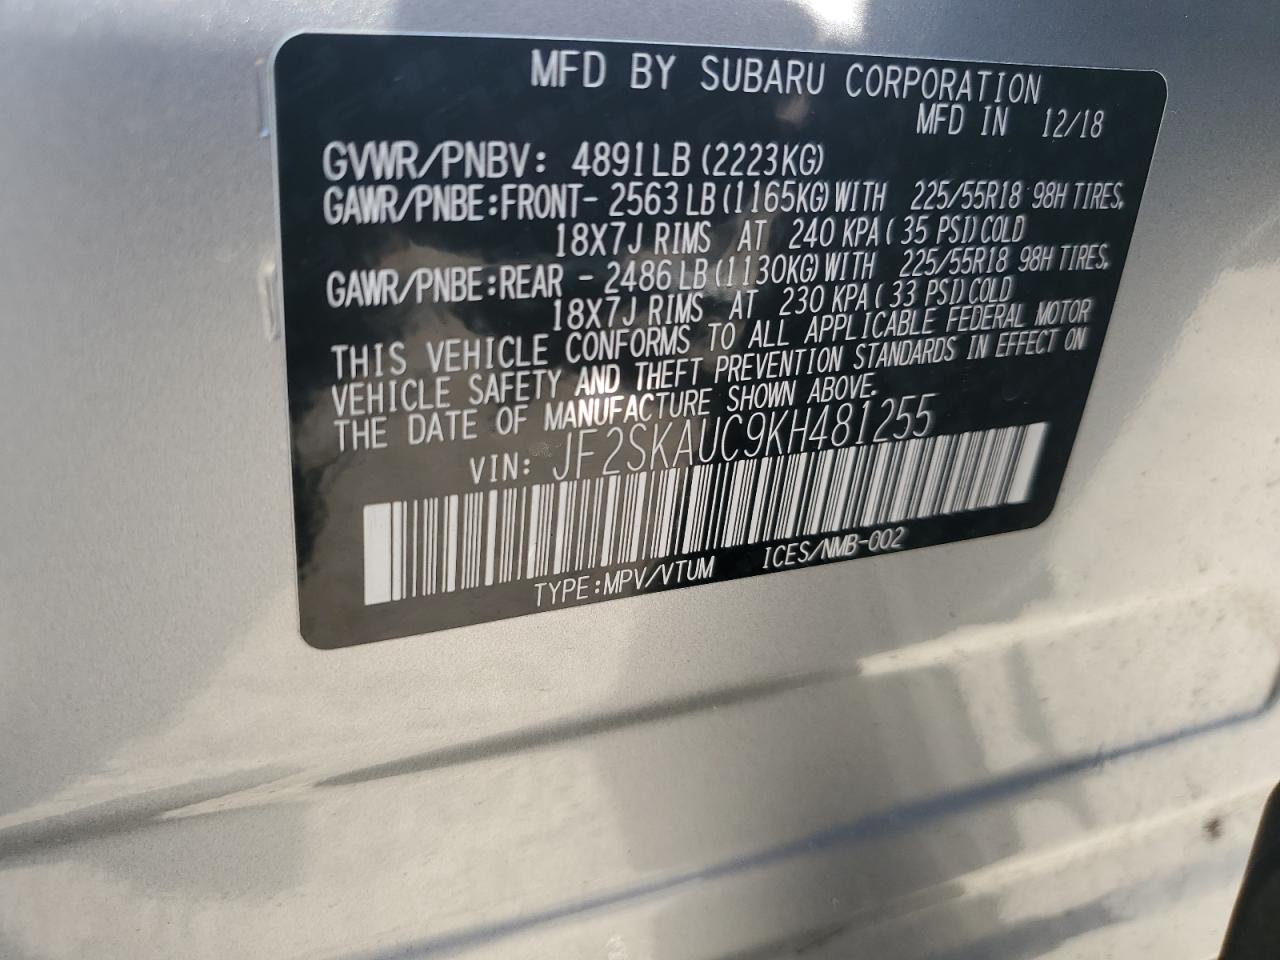 MFD BY SUBARU CORPORATION
MFD IN 12/18
GVWR/PNBV: 4891LB (2223KG)
GAWR/PNBE:FRONT- 2563 LB (1165KG) WITH 225/55R18 98H TIRES,
18X7J RIMS AT 240 KPA ( 35 PSI) COLD
GAWR/PNBE:REAR - 2486 LB (1130KG) WITH 225/55R18 98H TIRES,
18X7J RIMS AT 230 KPA ( 33 PSI) COLD
THIS VEHICLE CONFORMS TO ALL APPLICABLE FEDERAL MOTOR
VEHICLE SAFETY AND THEFT PREVENTION STANDARDS IN EFFECT ON
THE DATE OF MANUFACTURE SHOWN ABOVE.
VIN: JF2SKAUC9KH481255
TYPE:MPV/VTUM ICES/NMB-002